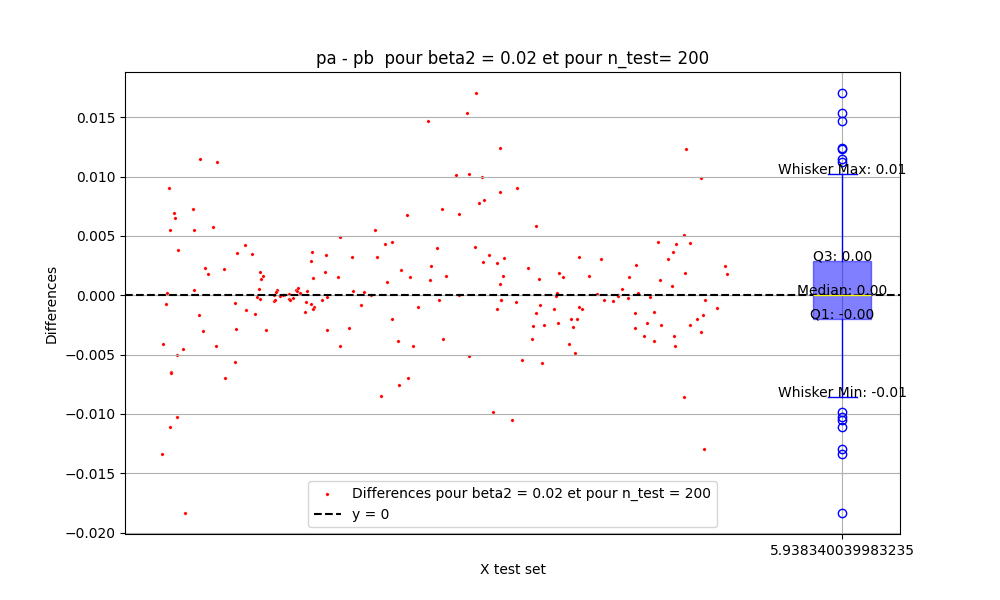 pa - pb  pour beta2 = 0.02 et pour n_test= 200
Differences
0.015
0.010
0.005
0.000
−0.005
−0.010
−0.015
−0.020
Whisker Max: 0.01
Q3: 0.00
Median: 0.00
Q1: -0.00
Whisker Min: -0.01
Differences pour beta2 = 0.02 et pour n_test = 200
y = 0
5.938340039983235
X test set